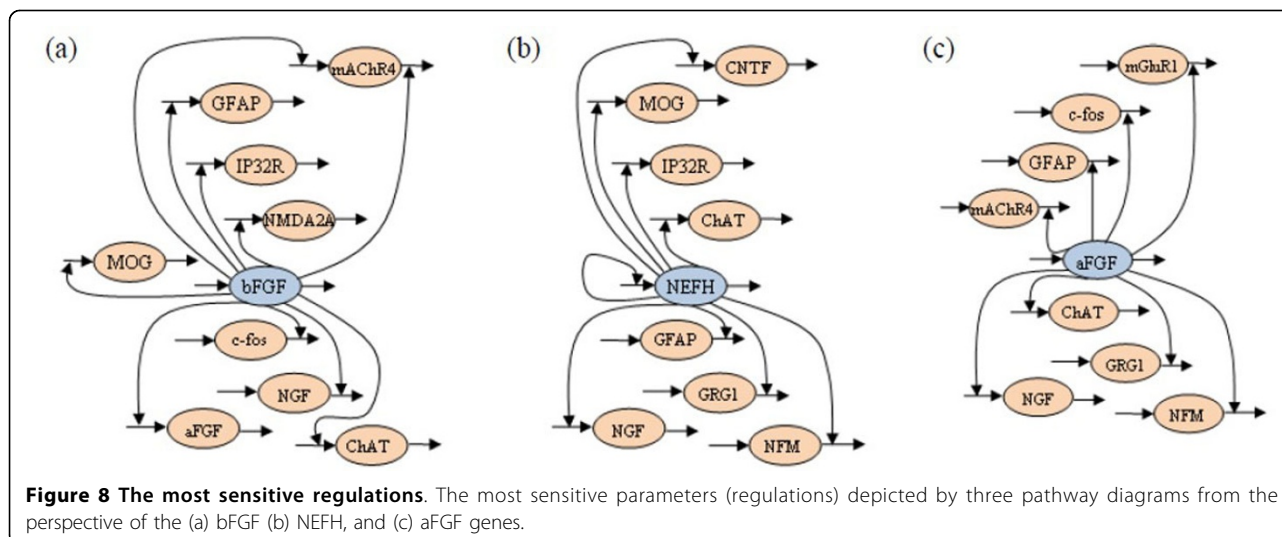 (a)
mAChR4
GFAP
IP32R
NMDA2A
MOG
bFGF
c-fos
NGF
aFGF
ChAT
(b)
CNTF
MOG
IP32R
ChAT
NEFH
GFAP
GRG1
NGF
NFM
(c)
mGluR1
c-fos
GFAP
mAChR4
aFGF
ChAT
GRG1
NGF
NFM
Figure 8 The most sensitive regulations. The most sensitive parameters (regulations) depicted by three pathway diagrams from the
perspective of the (a) bFGF (b) NEFH, and (c) aFGF genes.